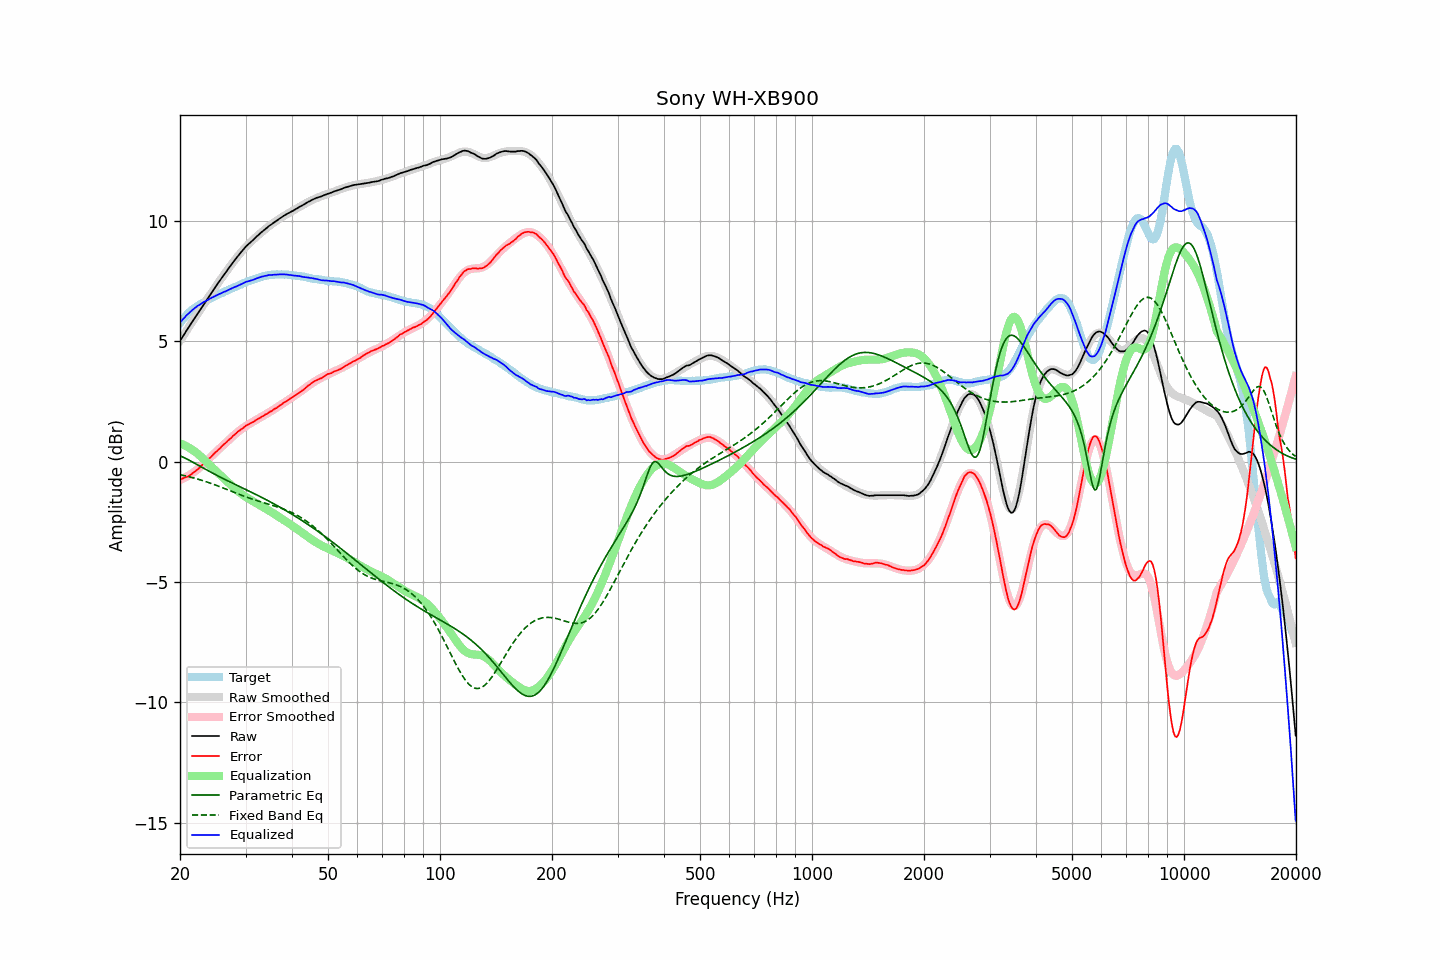 Sony WH-XB900
Amplitude (dBr)
10
5
0
−5
−10
−15
Target
Raw Smoothed
Error Smoothed
Raw
Error
Equalization
Parametric Eq
Fixed Band Eq
Equalized
20
50
100
200
500
1000
2000
5000
10000
20000
Frequency (Hz)